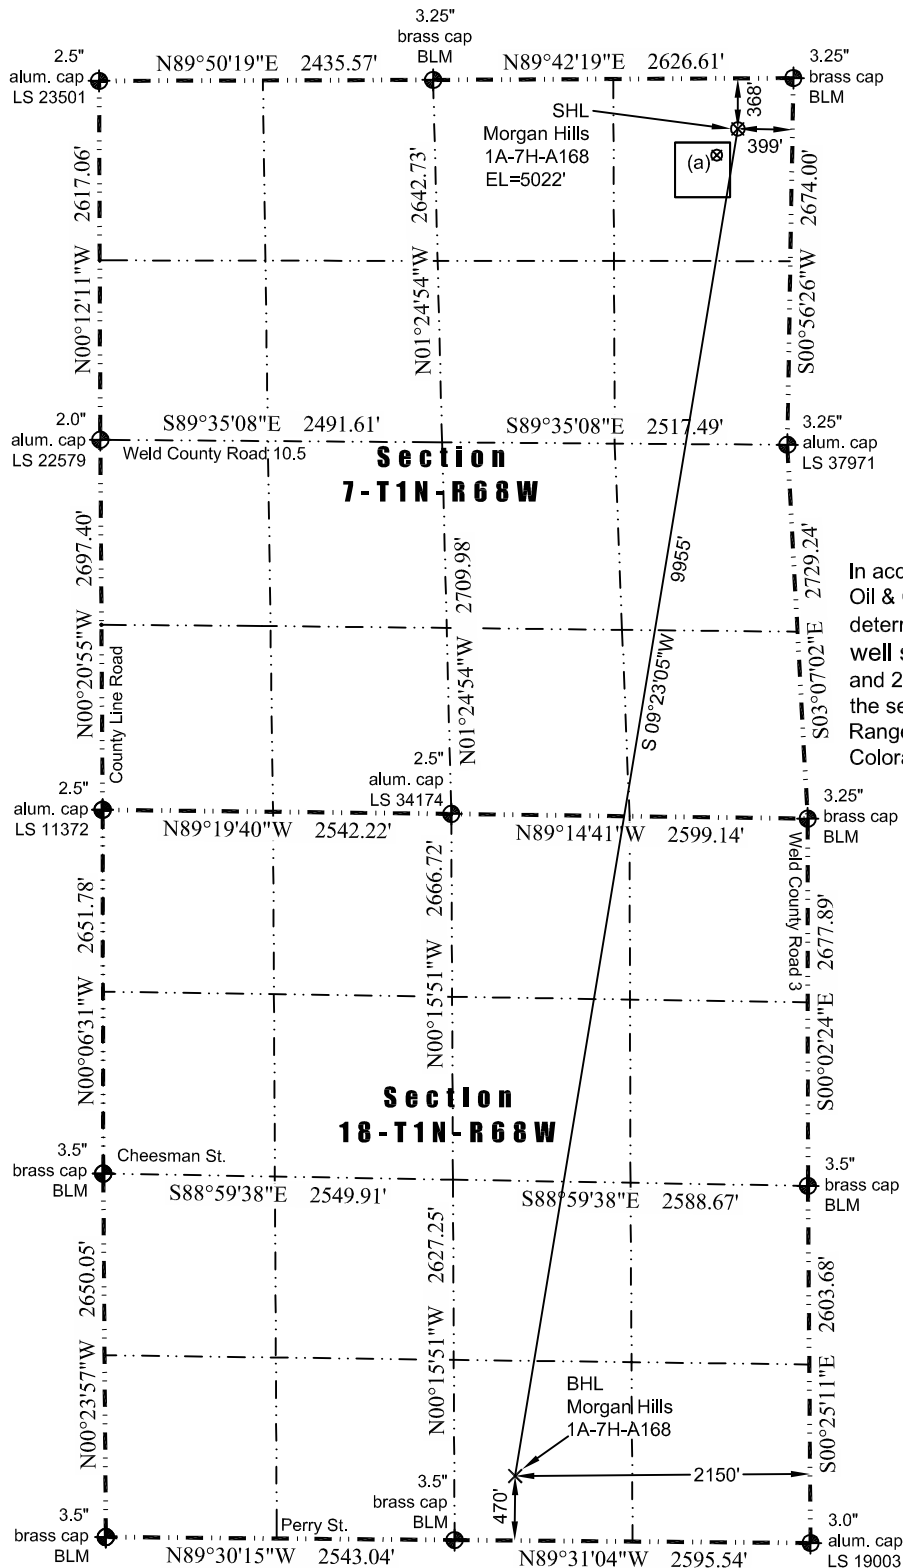 3.25"
brass cap
BLM
2.5"
alum. cap
LS 23501
N89°50'19"E 2435.57'
N89°42'19"E 2626.61'
3.25"
brass cap
BLM
368'
399'
SHL
Morgan Hills
1A-7H-A168
EL=5022'
(a)
N00°12'11"W 2617.06'
N01°24'54"W 2642.73'
S00°56'26"W 2674.00'
2.0"
alum. cap
LS 22579
S89°35'08"E 2491.61'
S89°35'08"E 2517.49'
3.25"
alum. cap
LS 37971
Weld County Road 10.5
Section
7-T1N-R68W
N00°20'55"W 2697.40'
County Line Road
N01°24'54"W 2709.98'
S 09°23'05"W
9955'
S03°07'02"E 2729.24'
In acc
Oil &
determ
well s
and 2
the se
Range
Colora
2.5"
alum. cap
LS 11372
2.5"
alum. cap
LS 34174
N89°19'40"W 2542.22'
N89°14'41"W 2599.14'
3.25"
brass cap
BLM
Weld County Road 3
N00°06'31"W 2651.78'
N00°15'51"W 2666.72'
S00°02'24"E 2677.89'
Section
18-T1N-R68W
3.5"
brass cap
BLM
Cheesman St.
S88°59'38"E 2549.91'
S88°59'38"E 2588.67'
3.5"
brass cap
BLM
N00°23'57"W 2650.05'
N00°15'51"W 2627.25'
S00°25'11"E 2603.68'
BHL
Morgan Hills
1A-7H-A168
2150'
470'
3.5"
brass cap
BLM
3.5"
brass cap
BLM
Perry St.
N89°30'15"W 2543.04'
N89°31'04"W 2595.54'
3.0"
alum. cap
LS 19003